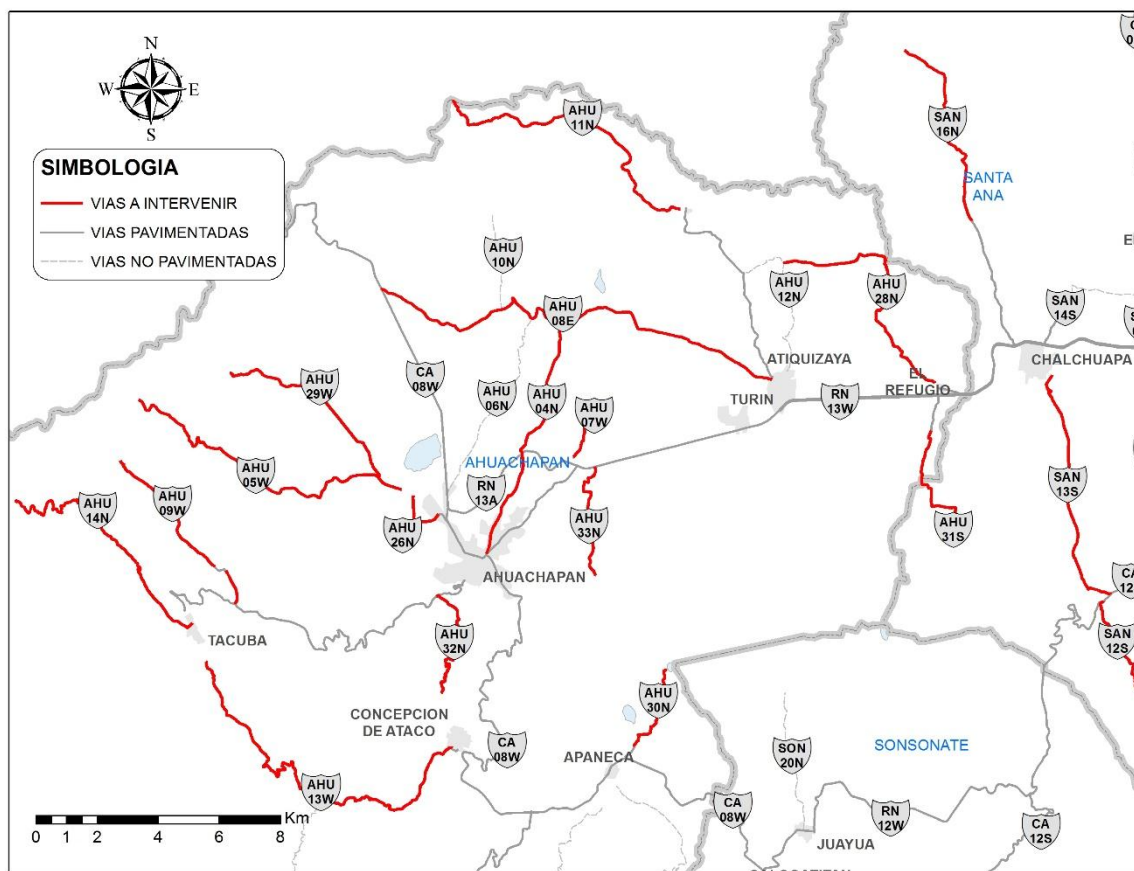 N
W
E
S
SIMBOLOGIA
VIAS A INTERVENIR
VIAS PAVIMENTADAS
VIAS NO PAVIMENTADAS
AHU
11N
SAN
16N
SANTA
ANA
AHU
10N
AHU
12N
AHU
28N
AHU
08E
SAN
14S
ATIQUIZAYA
CHALCHUAPA
EL
REFUGIO
CA
08W
AHU
29W
AHU
06N
AHU
04N
AHU
07W
TURIN
RN
13W
AHUACHAPAN
AHU
05W
RN
13A
SAN
13S
AHU
14N
AHU
09W
AHU
26N
AHU
33N
AHU
31S
AHUACHAPAN
TACUBA
AHU
32N
SAN
12S
CONCEPCION
DE ATACO
AHU
30N
CA
08W
APANECA
SON
20N
SONSONATE
AHU
13W
CA
08W
RN
12W
CA
12S
JUAYUA
Km
0 1 2 4 6 8